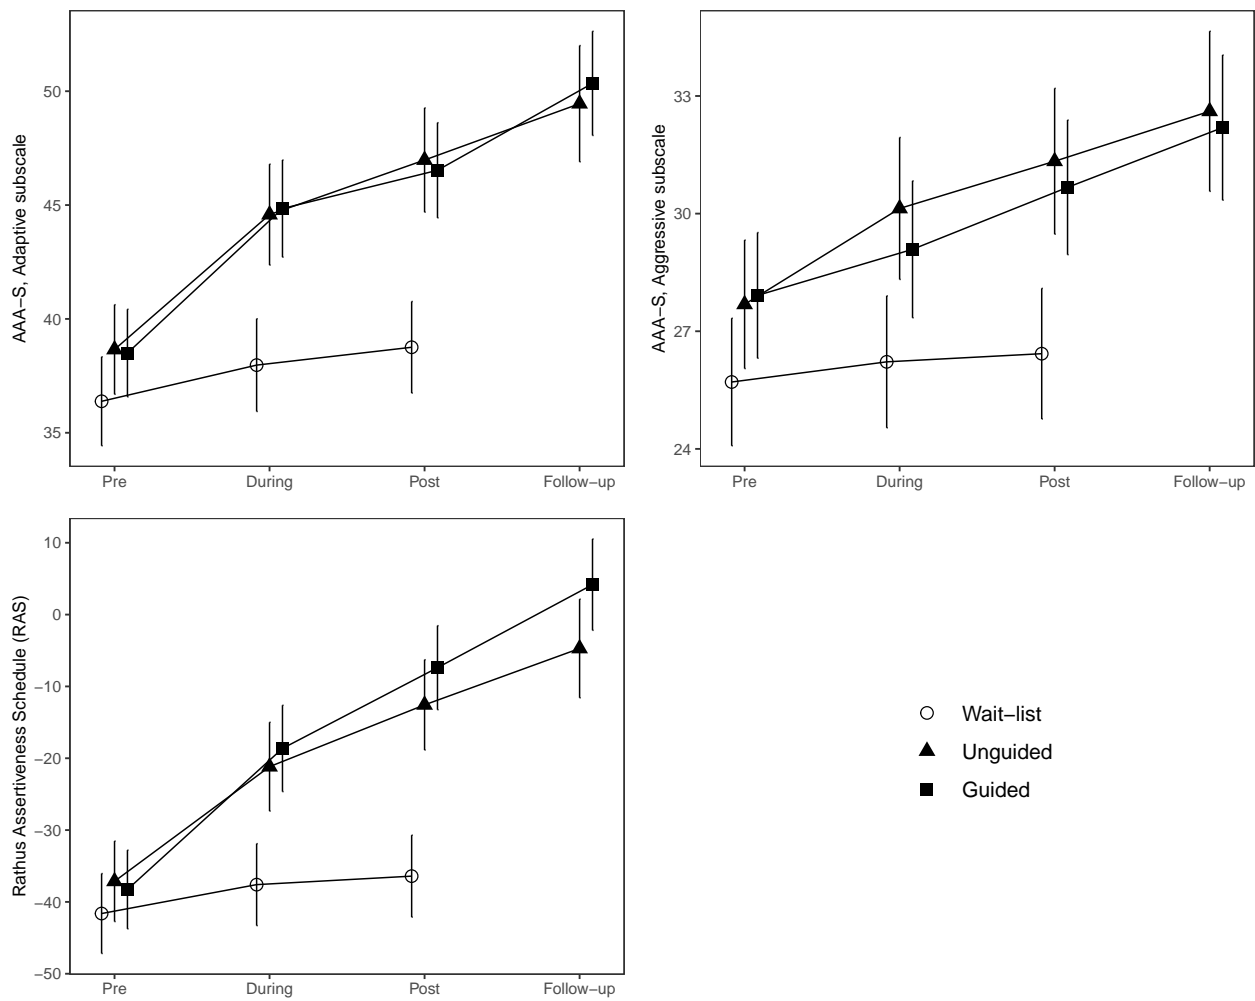 AAA−S, Adaptive subscale
50
45
40
35
Pre During Post Follow−up
AAA−S, Aggressive subscale
33
30
27
24
Pre During Post Follow−up
Rathus Assertiveness Schedule (RAS)
10
0
−10
−20
−30
−40
−50
Pre During Post Follow−up
Wait−list
Unguided
Guided